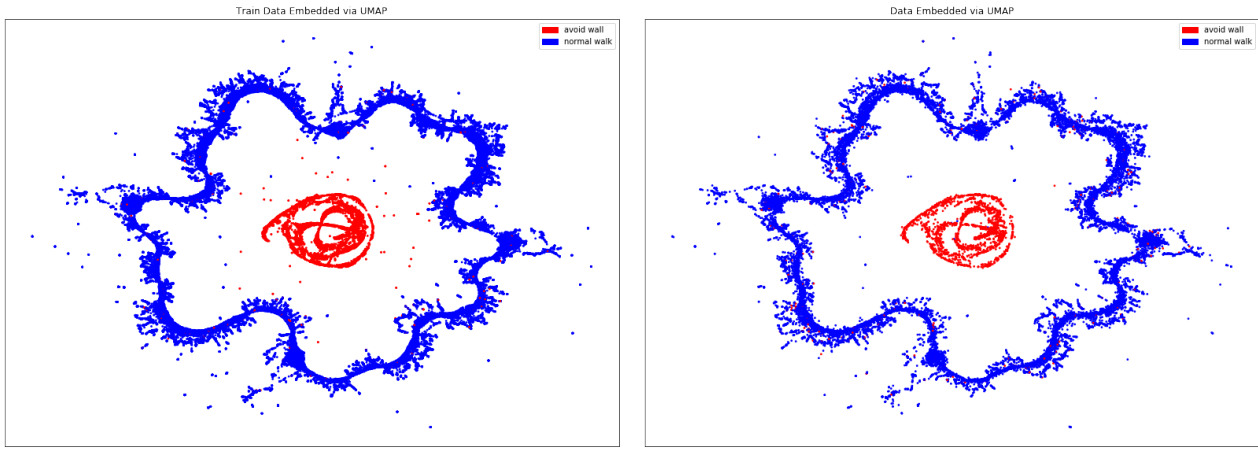 Train Data Embedded via UMAP
avoid wall
normal walk
Data Embedded via UMAP
avoid wall
normal walk